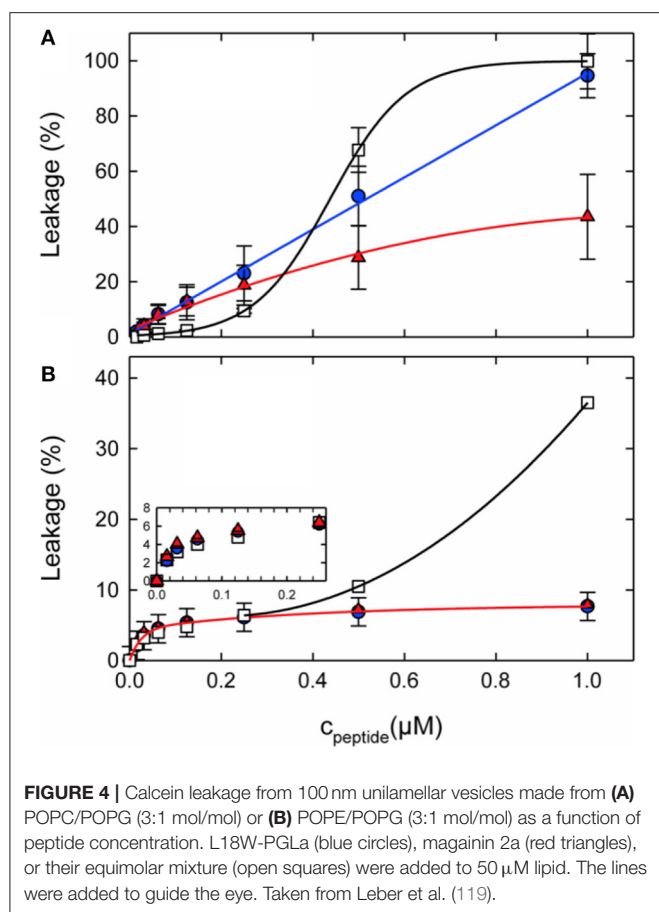 A
100
80
60
40
20
0
Leakage (%)
B
40
30
20
10
0
Leakage (%)
8
6
4
2
0
0.0 0.1 0.2
0.0 0.2 0.4 0.6 0.8 1.0
c_peptide(µM)
FIGURE 4 | Calcein leakage from 100 nm unilamellar vesicles made from (A)
POPC/POPG (3:1 mol/mol) or (B) POPE/POPG (3:1 mol/mol) as a function of
peptide concentration. L18W-PGLa (blue circles), magainin 2a (red triangles),
or their equimolar mixture (open squares) were added to 50 µM lipid. The lines
were added to guide the eye. Taken from Leber et al. (119).